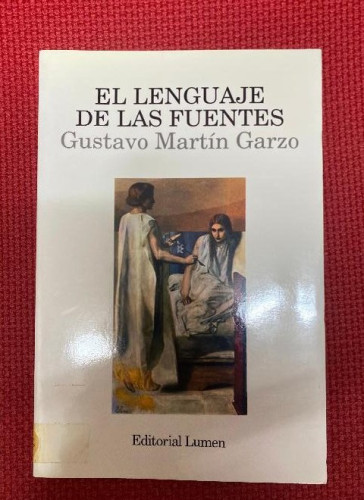 EL LENGUAJE
DE LAS FUENTES
Gustavo Martín Garzo
Editorial Lumen